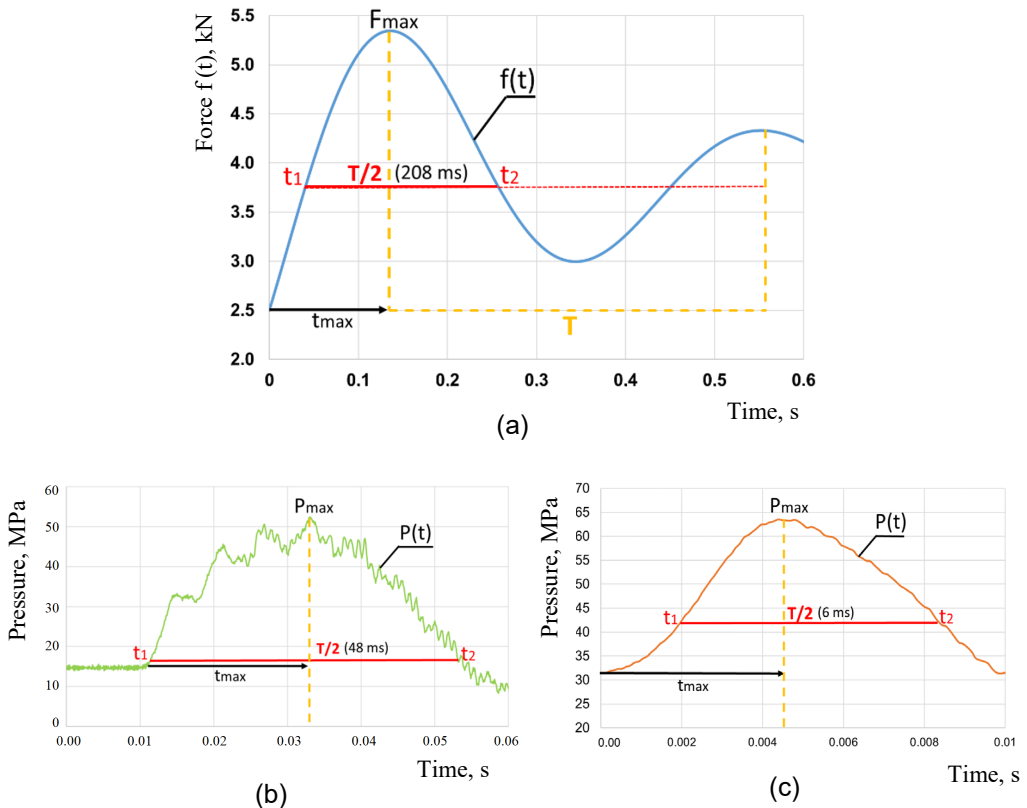 Force f (t), kN
5.5
5.0
4.5
4.0
3.5
3.0
2.5
2.0
Fmax
f(t)
t1
T/2 (208 ms)
t2
tmax
T
0
0.1
0.2
0.3
0.4
0.5
0.6
Time, s
(a)
Pressure, MPa
60
50
40
30
20
10
0
Pmax
P(t)
t1
T/2 (48 ms)
t2
tmax
0.00
0.01
0.02
0.03
0.04
0.05
0.06
Time, s
(b)
Pressure, MPa
70
65
60
55
50
45
40
35
30
25
20
Pmax
P(t)
t1
T/2 (6 ms)
t2
tmax
0.00
0.002
0.004
0.006
0.008
0.01
Time, s
(c)